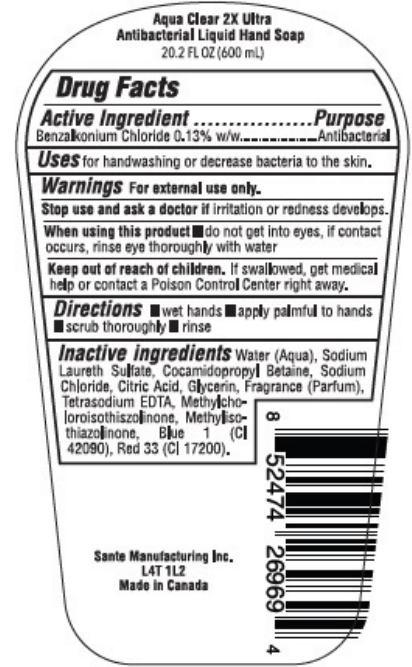 Aqua Clear 2X Ultra
Antibacterial Liquid Hand Soap
20.2 FL OZ (600 mL)
Drug Facts
Active Ingredient ................. Purpose
Benzalkonium Chloride 0.13% w/w................Antibacterial
Uses for handwashing or decrease bacteria to the skin.
Warnings For external use only.
Stop use and ask a doctor if irritation or redness develops.
When using this product ■ do not get into eyes, if contact
occurs, rinse eye thoroughly with water
Keep out of reach of children. If swallowed, get medical
help or contact a Poison Control Center right away.
Directions ■ wet hands ■ apply palmful to hands
■ scrub thoroughly ■ rinse
Inactive ingredients Water (Aqua), Sodium
Laureth Sulfate, Cocamidopropyl Betaine, Sodium
Chloride, Citric Acid, Glycerin, Fragrance (Parfum),
Tetrasodium EDTA, Methylcho-
loroisothiszolinone, Methyliso-
thiazolinone, Blue 1 (CI
42090), Red 33 (CI 17200).
8 52474 26969 4
Sante Manufacturing Inc.
L4T 1L2
Made in Canada